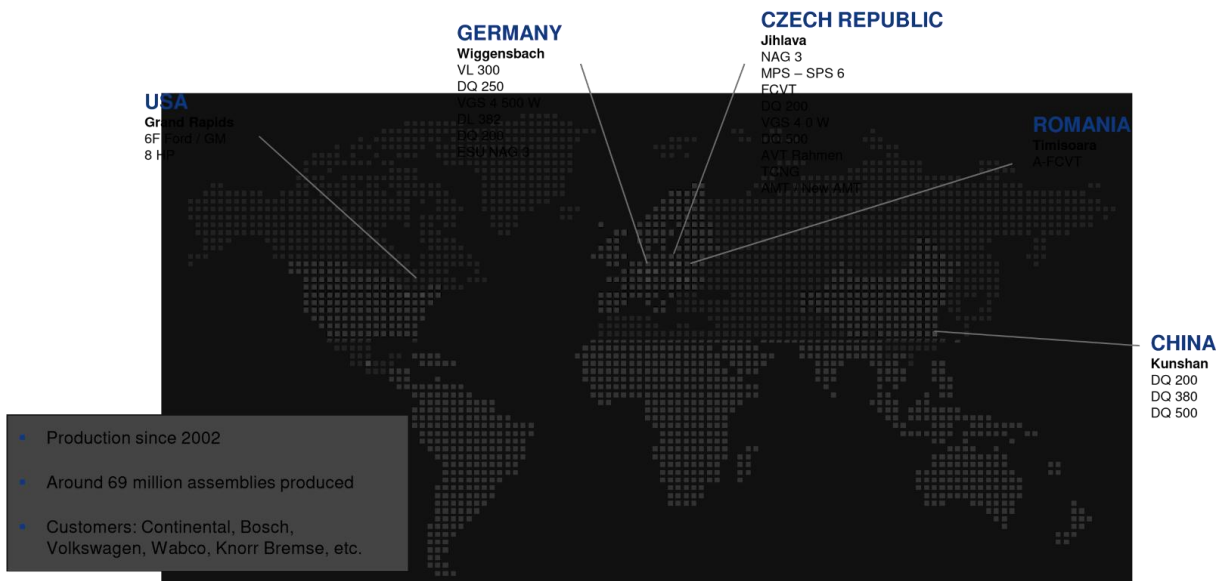 USA
Grand Rapids
6F Ford / GM
8 HP
GERMANY
Wiggensbach
VL 300
DQ 250
VGS 4 500 W
DL 382
DQ 200
CZECH REPUBLIC
Jihlava
NAG 3
MPS – SPS 6
FCVT
DQ 200
VGS 4 0 W
DQ 500
AVT Rahmen
AMT - New AMT
ROMANIA
Timisoara
A-FCVT
CHINA
Kunshan
DQ 200
DQ 380
DQ 500
Production since 2002
Around 69 million assemblies produced
Customers: Continental, Bosch,
Volkswagen, Wabco, Knorr Bremse, etc.